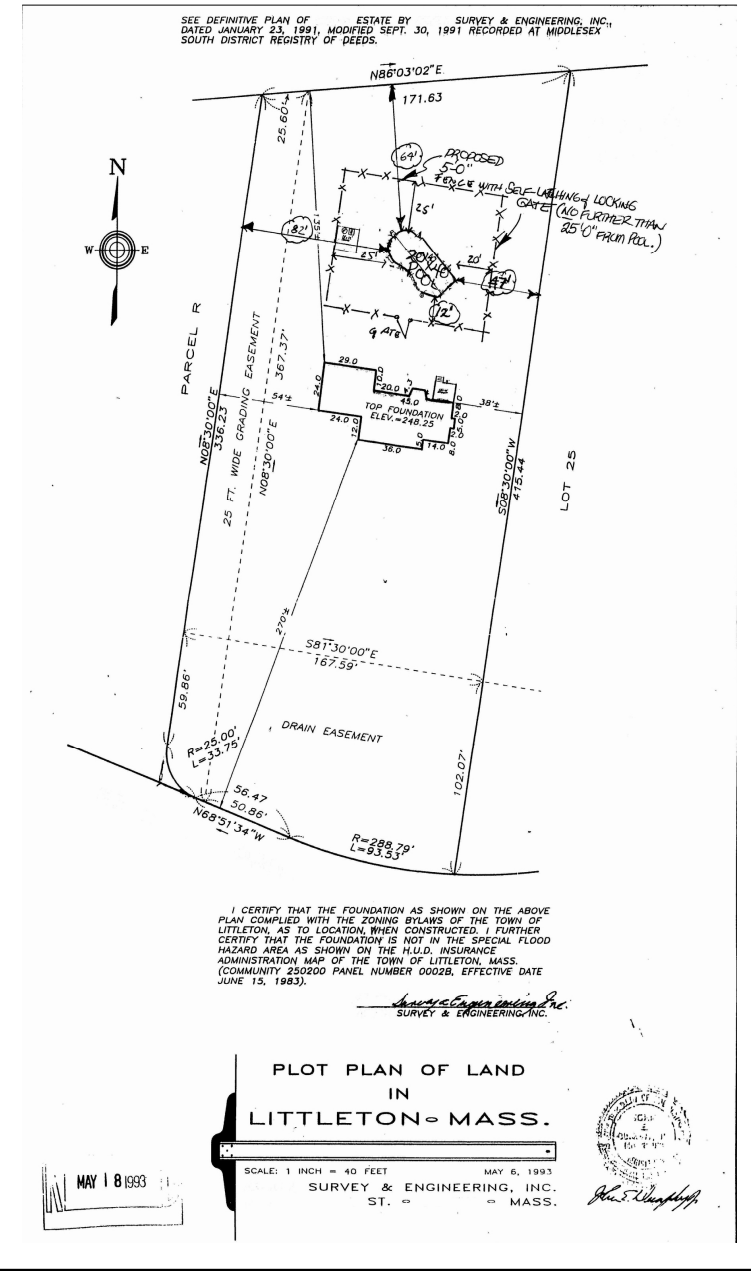 SEE DEFINITIVE PLAN OF ESTATE BY SURVEY & ENGINEERING, INC.,
DATED JANUARY 23, 1991, MODIFIED SEPT. 30, 1991 RECORDED AT MIDDLESEX
SOUTH DISTRICT REGISTRY OF DEEDS.
N86°03'02"E
171.63
25.60'
N
W E
64'
PROPOSED
5'-0"
FENCE WITH SELF-LATCHING & LOCKING
GATE (NO FURTHER THAN
25'0" FROM POOL.)
25'
135'±
82'
25'
20'
POOL
47'
12'
GATE
PARCEL R
N08°30'00"E
336.23
25 FT. WIDE GRADING EASEMENT
367.37'
N08°30'00"E
54'±
29.0
10.0
20.0
45.0
24.0
TOP FOUNDATION
ELEV.=248.25
24.0
12.0
36.0
5.0
14.0
8.0
38'±
S08°30'00"W
415.44
LOT 25
270'±
S81°30'00"E
167.59'
59.86'
DRAIN EASEMENT
R=25.00'
L=33.75'
102.07'
56.47
50.86'
N68°51'34"W
R=288.79'
L=93.53'
I CERTIFY THAT THE FOUNDATION AS SHOWN ON THE ABOVE
PLAN COMPLIED WITH THE ZONING BYLAWS OF THE TOWN OF
LITTLETON, AS TO LOCATION, WHEN CONSTRUCTED. I FURTHER
CERTIFY THAT THE FOUNDATION IS NOT IN THE SPECIAL FLOOD
HAZARD AREA AS SHOWN ON THE H.U.D. INSURANCE
ADMINISTRATION MAP OF THE TOWN OF LITTLETON, MASS.
(COMMUNITY 250200 PANEL NUMBER 0002B, EFFECTIVE DATE
JUNE 15, 1983).
Survey & Engineering Inc.
SURVEY & ENGINEERING, INC.
PLOT PLAN OF LAND
IN
LITTLETON MASS.
SCALE: 1 INCH = 40 FEET MAY 6, 1993
SURVEY & ENGINEERING, INC.
ST. MASS.
MAY 18 1993